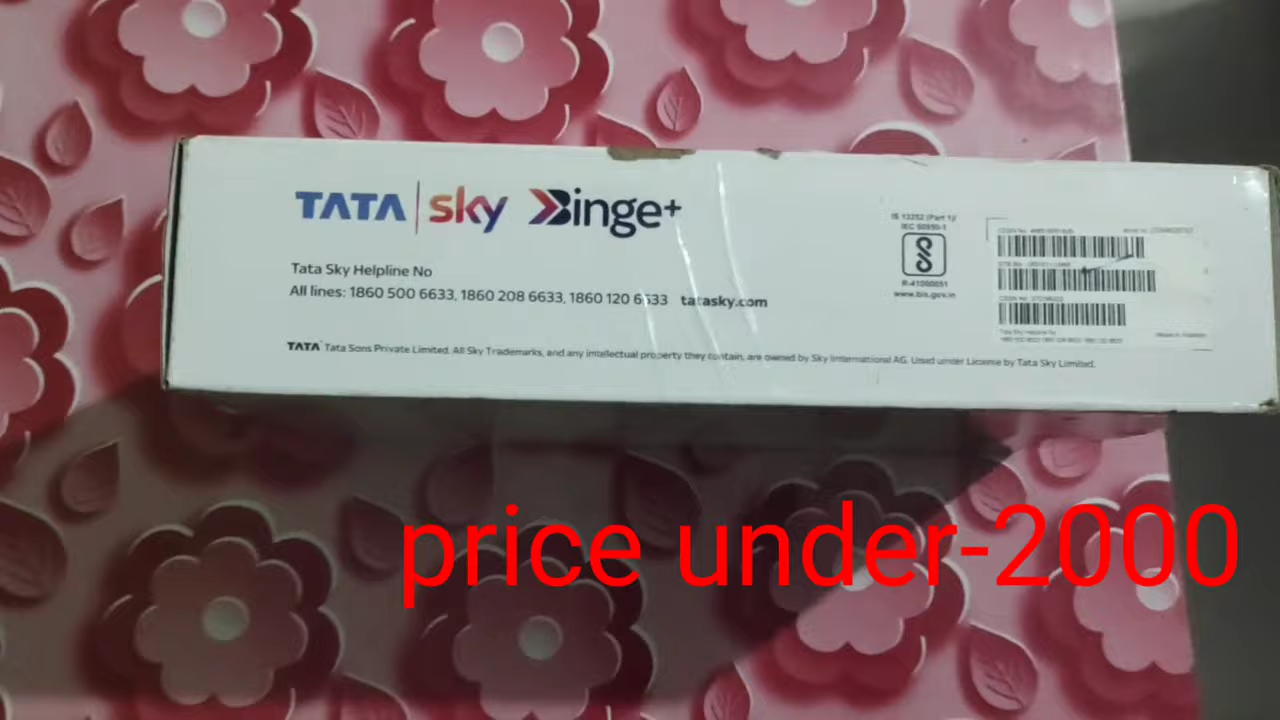 TATA sky Binge+
Tata Sky Helpline No
All lines: 1860 500 6633, 1860 208 6633, 1860 120 6633 tatasky.com
TATA Tata Sons Private Limited. All Sky Trademarks, and any intellectual property they contain, are owned by Sky International AG. Used under License by Tata Sky Limited.
IS 13252 (Part 1)/
IEC 60950-1
R-41090051
www.bis.gov.in
price under-2000